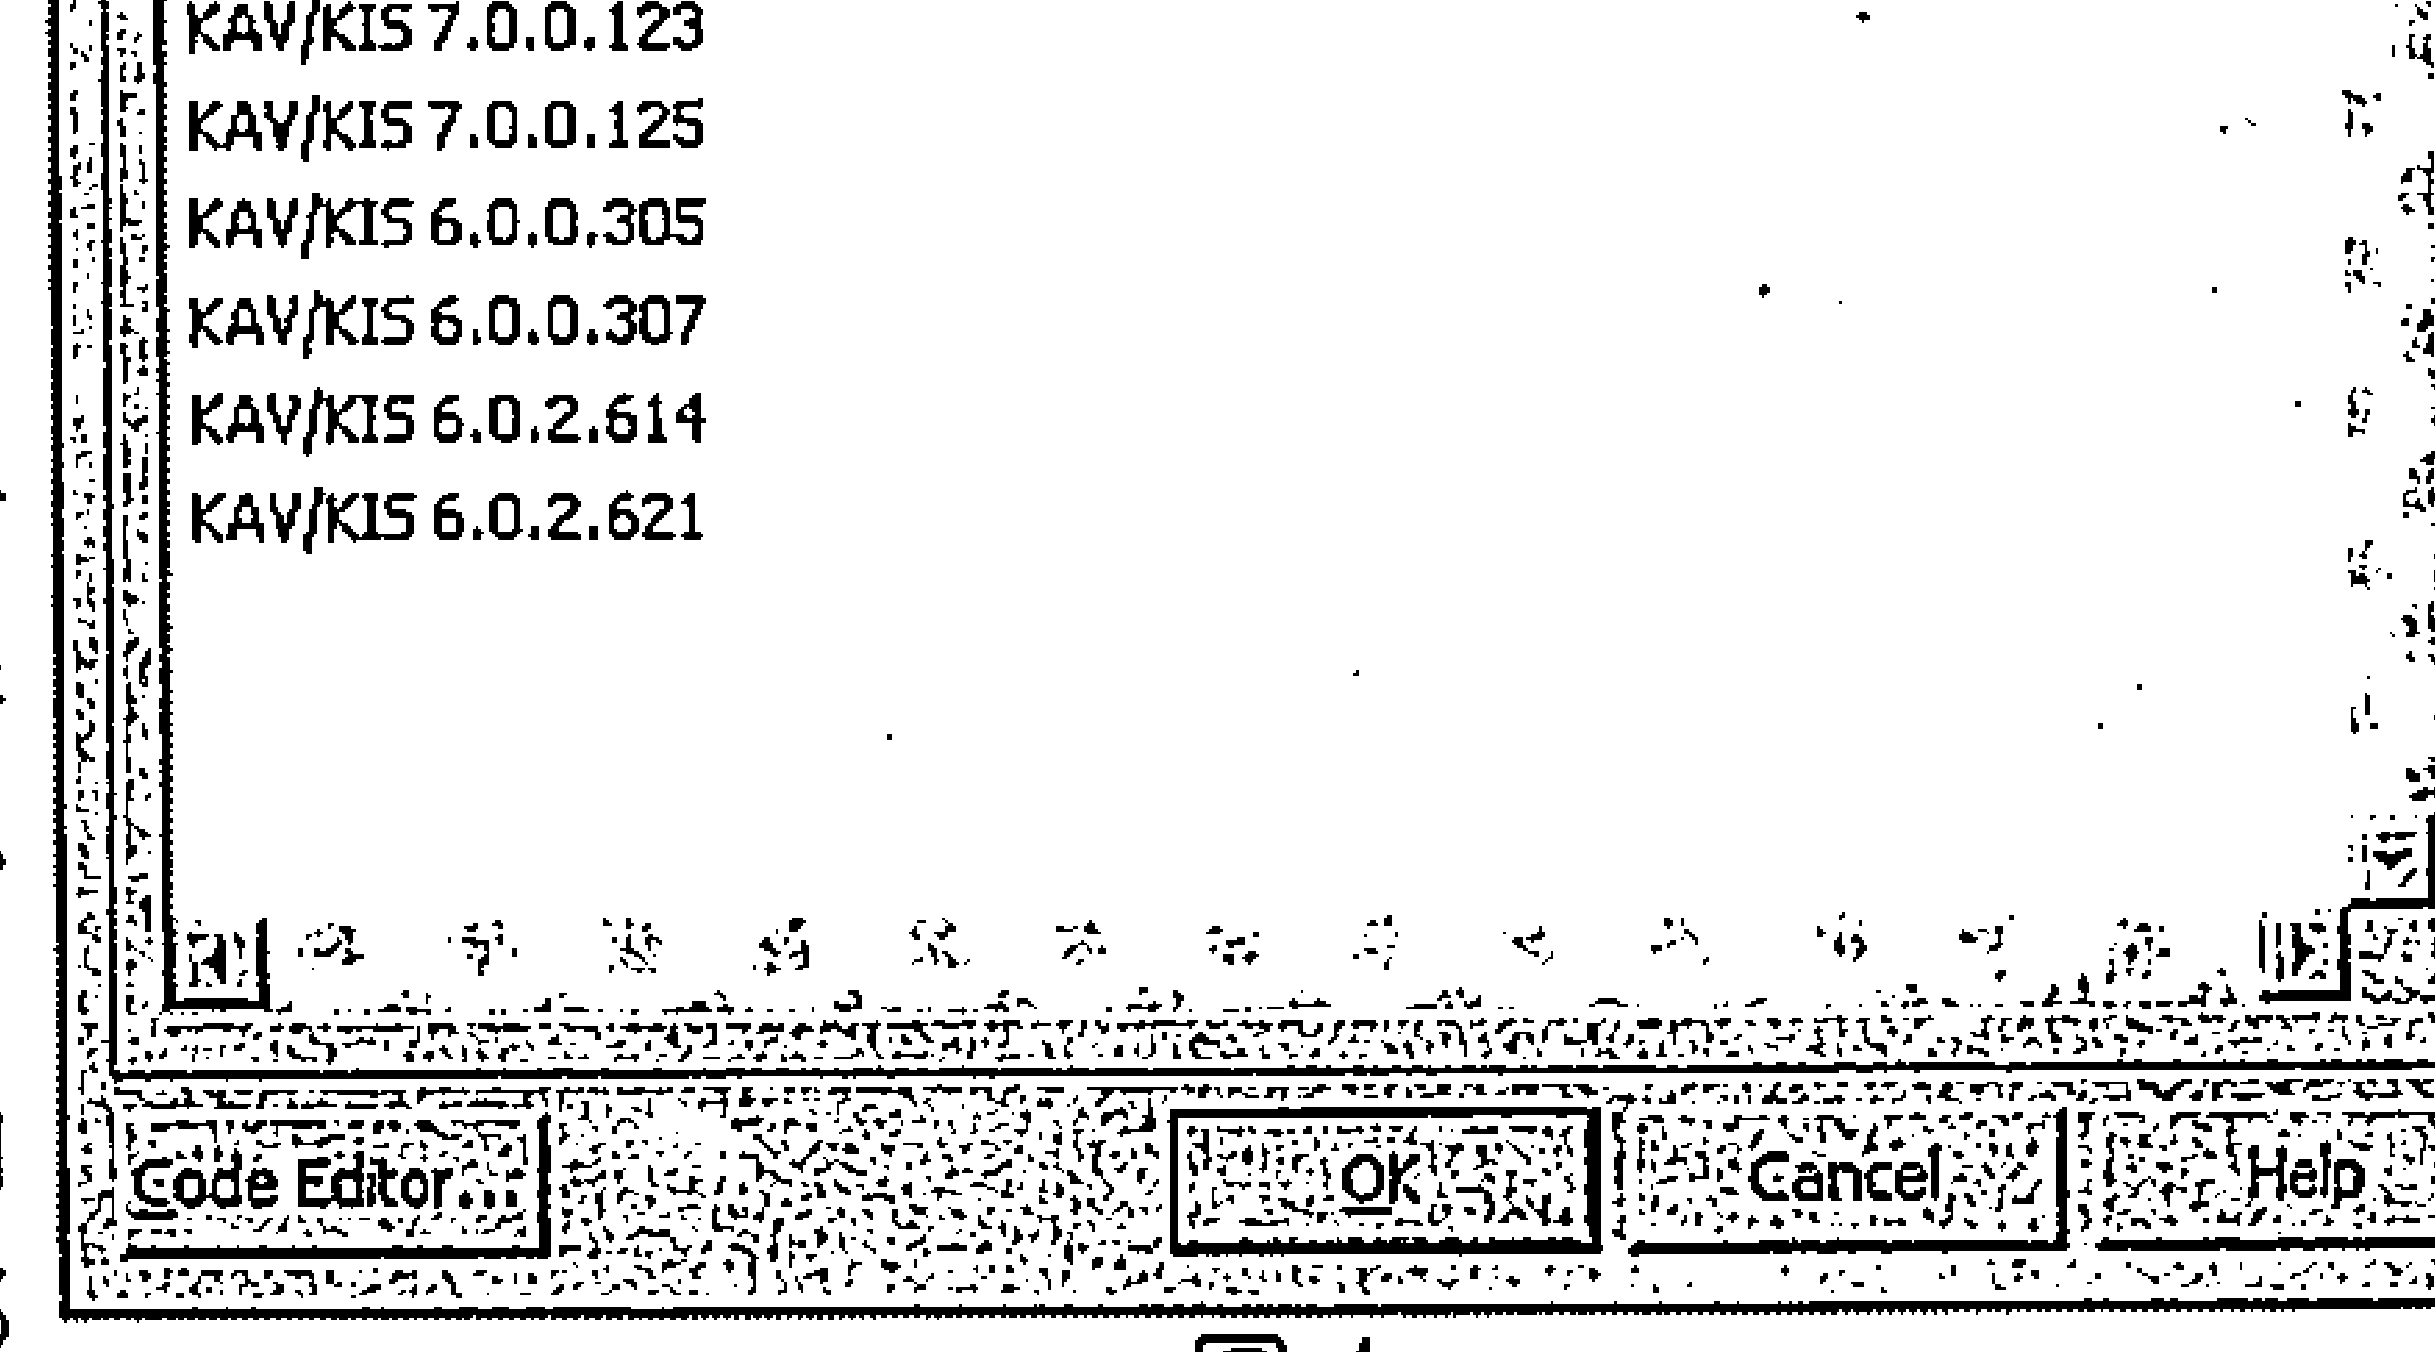 KAV/KIS 7.0.0.123
KAV/KIS 7.0.0.125
KAV/KIS 6.0.0.305
KAV/KIS 6.0.0.307
KAV/KIS 6.0.2.614
KAV/KIS 6.0.2.621
Code Editor...
OK
Cancel
Help